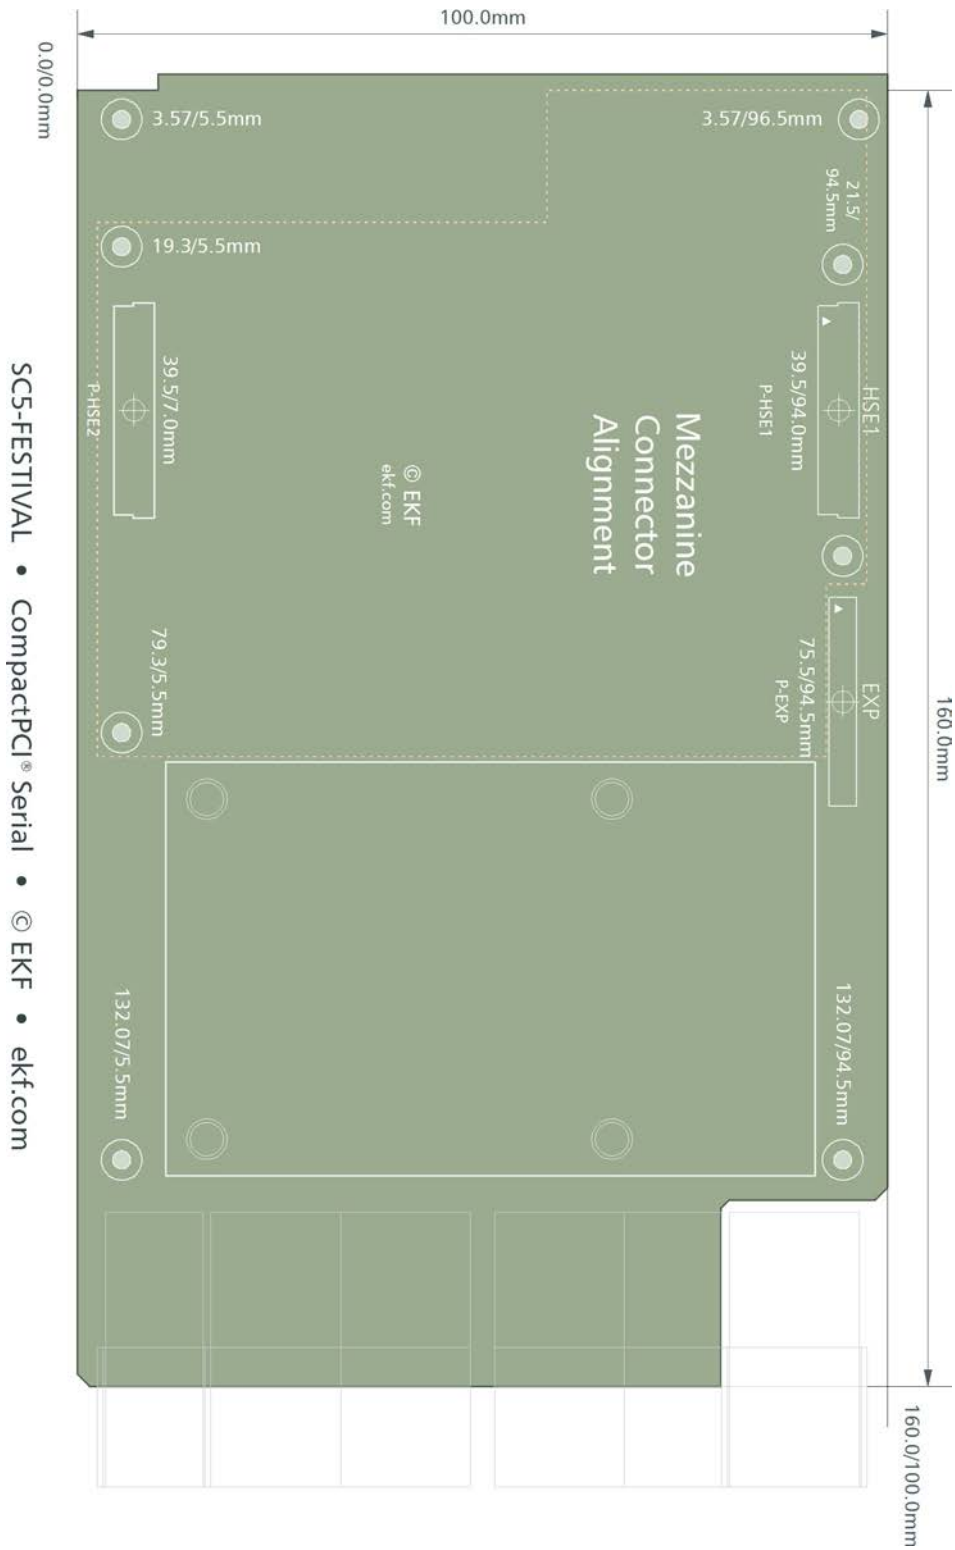 100.0mm
0.0/0.0mm
3.57/5.5mm
3.57/96.5mm
21.5/
94.5mm
19.3/5.5mm
39.5/7.0mm
P-HSE2
39.5/94.0mm
P-HSE1
HSE1
Mezzanine
Connector
Alignment
© EKF
ekf.com
79.3/5.5mm
75.5/94.5mm
P-EXP
EXP
160.0mm
132.07/5.5mm
132.07/94.5mm
160.0/100.0mm
SC5-FESTIVAL • CompactPCI® Serial • © EKF • ekf.com